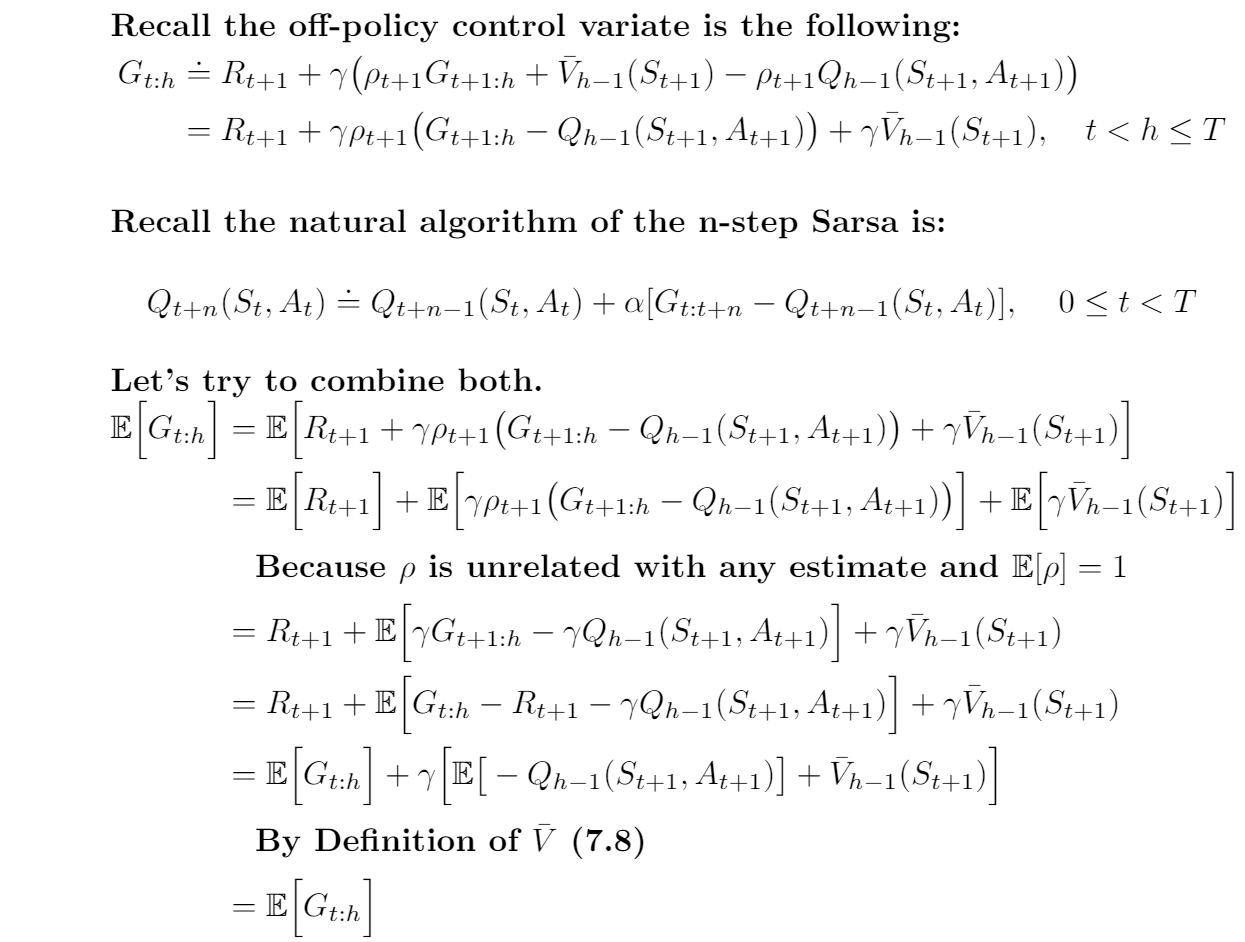 Recall the off-policy control variate is the following:
$G_{t:h} \doteq R_{t+1} + \gamma\big(\rho_{t+1}G_{t+1:h} + \bar{V}_{h-1}(S_{t+1}) - \rho_{t+1}Q_{h-1}(S_{t+1}, A_{t+1})\big)$
$= R_{t+1} + \gamma\rho_{t+1}\big(G_{t+1:h} - Q_{h-1}(S_{t+1}, A_{t+1})\big) + \gamma\bar{V}_{h-1}(S_{t+1}), \quad t < h \leq T$
Recall the natural algorithm of the n-step Sarsa is:
$Q_{t+n}(S_t, A_t) \doteq Q_{t+n-1}(S_t, A_t) + \alpha[G_{t:t+n} - Q_{t+n-1}(S_t, A_t)], \quad 0 \leq t < T$
Let's try to combine both.
$\mathbb{E}\Big[G_{t:h}\Big] = \mathbb{E}\Big[R_{t+1} + \gamma\rho_{t+1}\big(G_{t+1:h} - Q_{h-1}(S_{t+1}, A_{t+1})\big) + \gamma\bar{V}_{h-1}(S_{t+1})\Big]$
$= \mathbb{E}\Big[R_{t+1}\Big] + \mathbb{E}\Big[\gamma\rho_{t+1}\big(G_{t+1:h} - Q_{h-1}(S_{t+1}, A_{t+1})\big)\Big] + \mathbb{E}\Big[\gamma\bar{V}_{h-1}(S_{t+1})\Big]$
Because $\rho$ is unrelated with any estimate and $\mathbb{E}[\rho] = 1$
$= R_{t+1} + \mathbb{E}\Big[\gamma G_{t+1:h} - \gamma Q_{h-1}(S_{t+1}, A_{t+1})\Big] + \gamma\bar{V}_{h-1}(S_{t+1})$
$= R_{t+1} + \mathbb{E}\Big[G_{t:h} - R_{t+1} - \gamma Q_{h-1}(S_{t+1}, A_{t+1})\Big] + \gamma\bar{V}_{h-1}(S_{t+1})$
$= \mathbb{E}\Big[G_{t:h}\Big] + \gamma\Big[\mathbb{E}\big[-Q_{h-1}(S_{t+1}, A_{t+1})\big] + \bar{V}_{h-1}(S_{t+1})\Big]$
By Definition of $\bar{V}$ (7.8)
$= \mathbb{E}\Big[G_{t:h}\Big]$